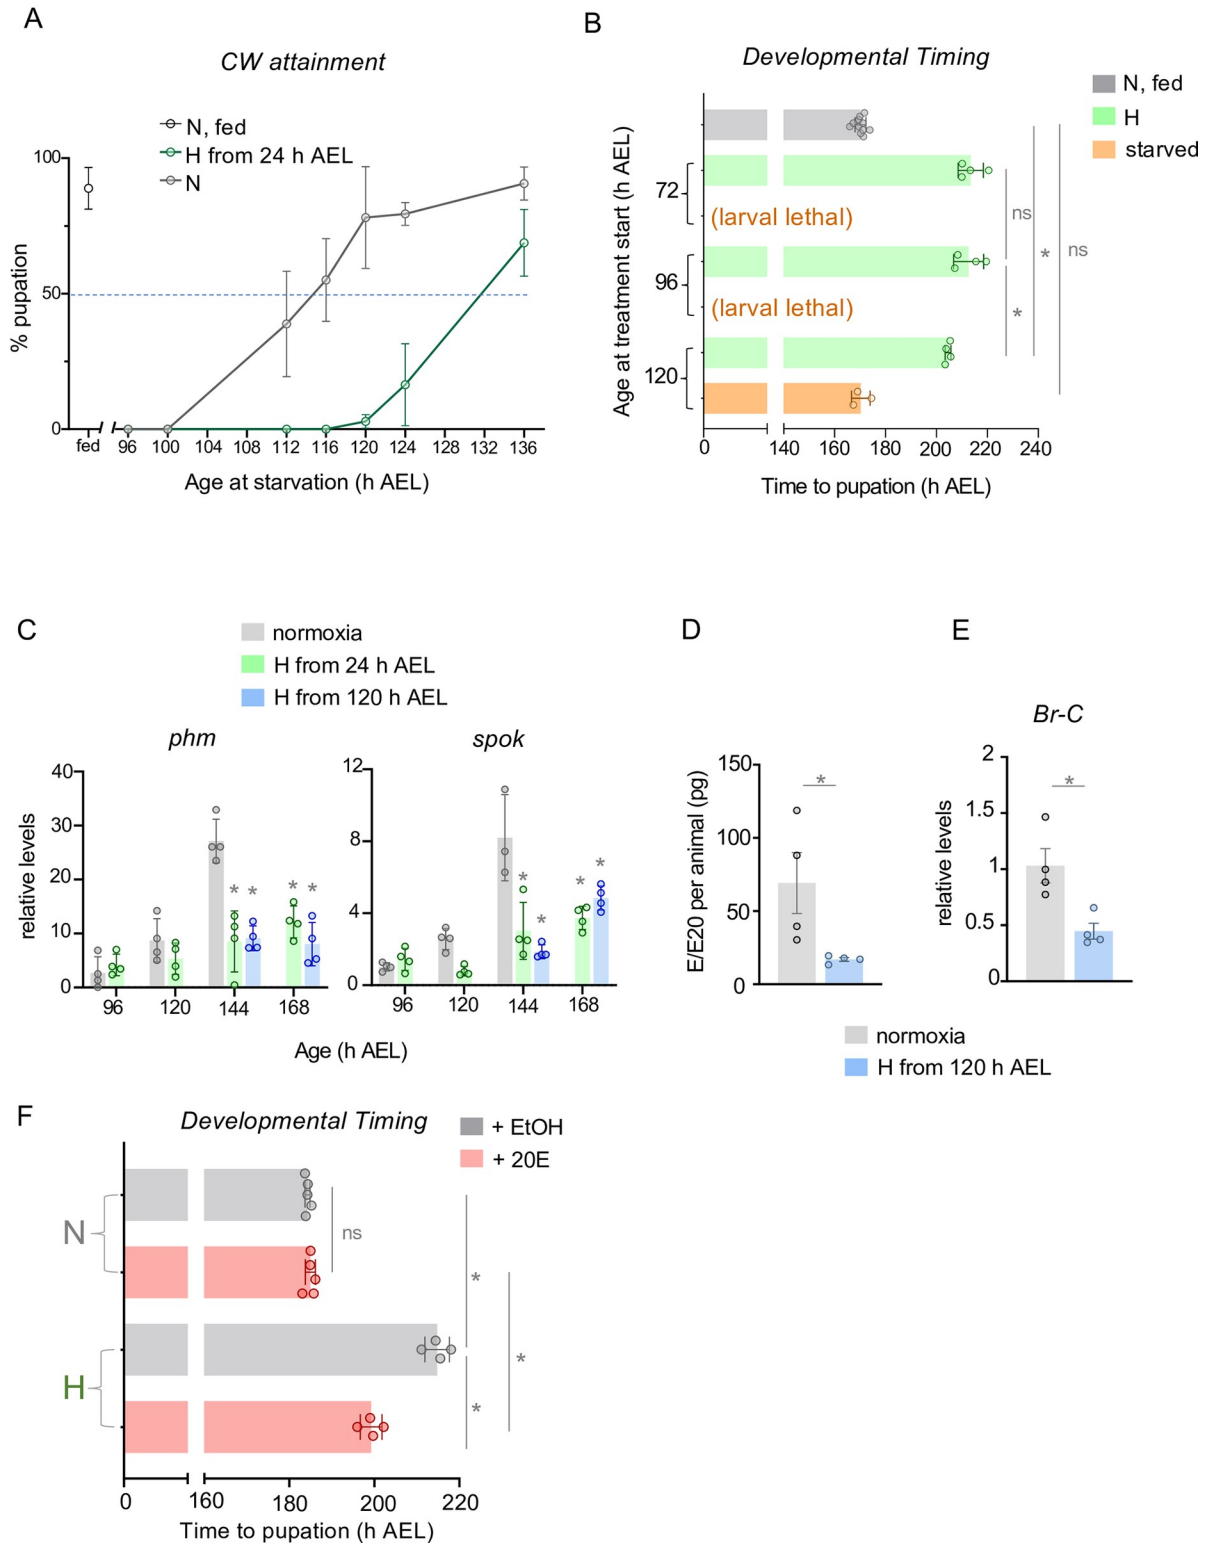 A
CW attainment
N, fed
H from 24 h AEL
N
100
50
0
% pupation
fed
96 100 104 108 112 116 120 124 128 132 136
Age at starvation (h AEL)
B
Developmental Timing
N, fed
H
starved
Age at treatment start (h AEL)
72
(larval lethal)
96
(larval lethal)
120
ns
*
*
ns
0 140 160 180 200 220 240
Time to pupation (h AEL)
C
normoxia
H from 24 h AEL
H from 120 h AEL
phm
relative levels
40
30
20
10
0
* * * *
96 120 144 168
spok
12
8
4
0
* * * *
96 120 144 168
Age (h AEL)
D
E/E20 per animal (pg)
150
100
50
0
*
E
Br-C
relative levels
2
1.5
1
0.5
0
*
normoxia
H from 120 h AEL
F
Developmental Timing
+ EtOH
+ 20E
N
H
ns
*
*
*
0 160 180 200 220
Time to pupation (h AEL)